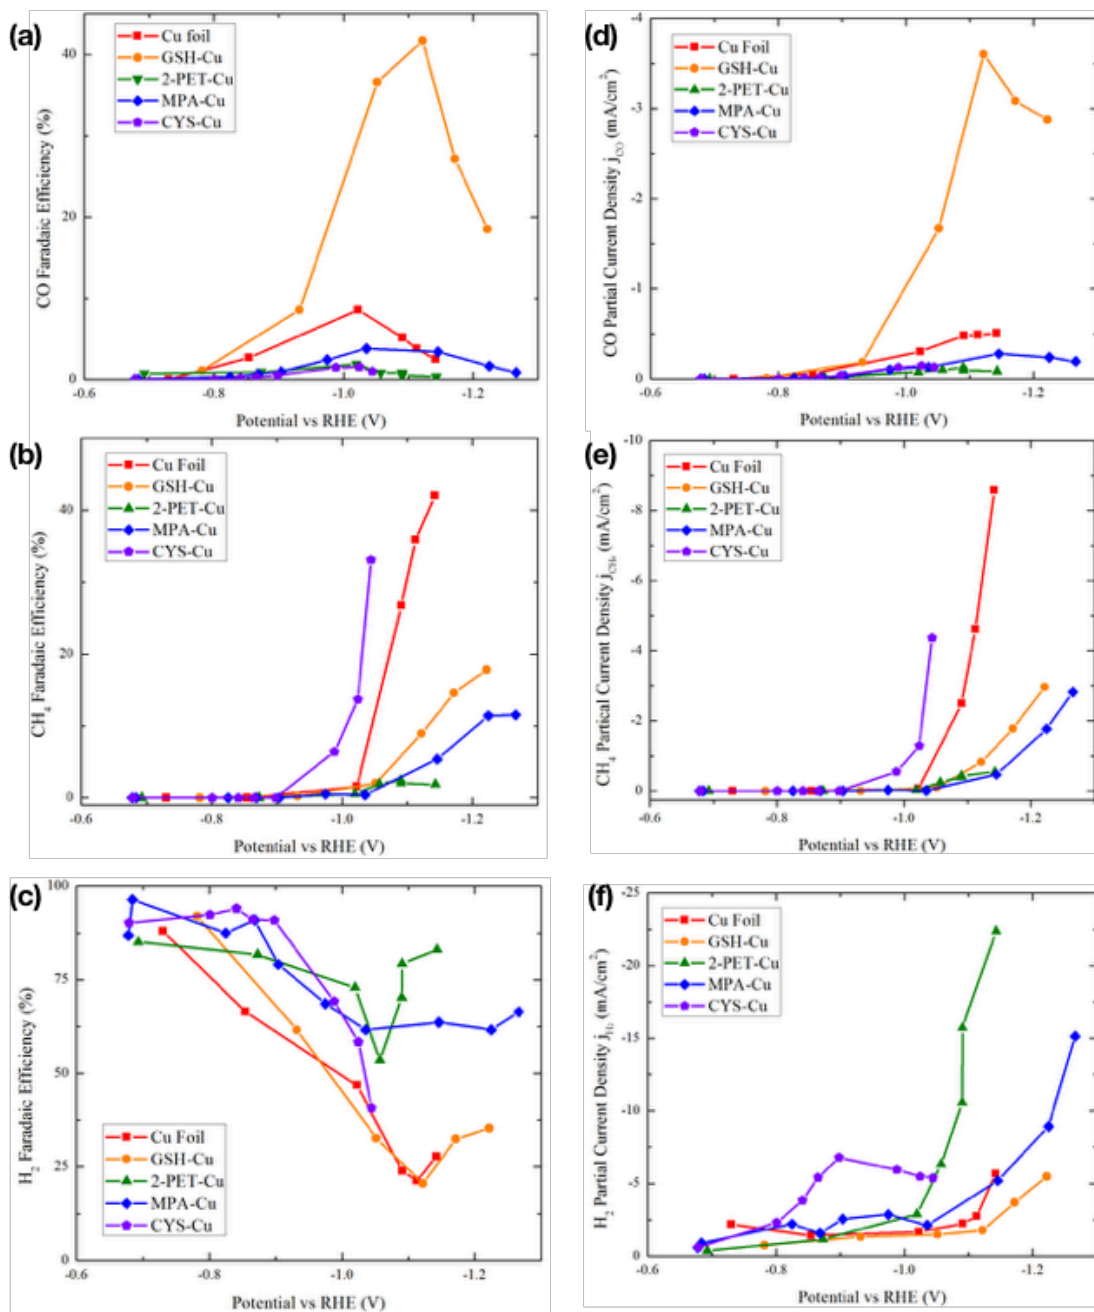 (a)
Cu foil
GSH-Cu
2-PET-Cu
MPA-Cu
CYS-Cu
CO Faradaic Efficiency (%)
40
20
0
-0.6
-0.8
-1.0
-1.2
Potential vs RHE (V)
(d)
Cu Foil
GSH-Cu
2-PET-Cu
MPA-Cu
CYS-Cu
CO Partial Current Density j_CO (mA/cm²)
-4
-3
-2
-1
0
-0.6
-0.8
-1.0
-1.2
Potential vs RHE (V)
(b)
Cu Foil
GSH-Cu
2-PET-Cu
MPA-Cu
CYS-Cu
CH₄ Faradaic Efficiency (%)
40
20
0
-0.6
-0.8
-1.0
-1.2
Potential vs RHE (V)
(e)
Cu Foil
GSH-Cu
2-PET-Cu
MPA-Cu
CYS-Cu
CH₄ Partical Current Density j_CH₄ (mA/cm²)
-10
-8
-6
-4
-2
0
-0.6
-0.8
-1.0
-1.2
Potential vs RHE (V)
(c)
Cu Foil
GSH-Cu
2-PET-Cu
MPA-Cu
CYS-Cu
H₂ Faradaic Efficiency (%)
100
75
50
25
0
-0.6
-0.8
-1.0
-1.2
Potential vs RHE (V)
(f)
Cu Foil
GSH-Cu
2-PET-Cu
MPA-Cu
CYS-Cu
H₂ Partial Current Density j_H₂ (mA/cm²)
-25
-20
-15
-10
-5
0
-0.6
-0.8
-1.0
-1.2
Potential vs RHE (V)